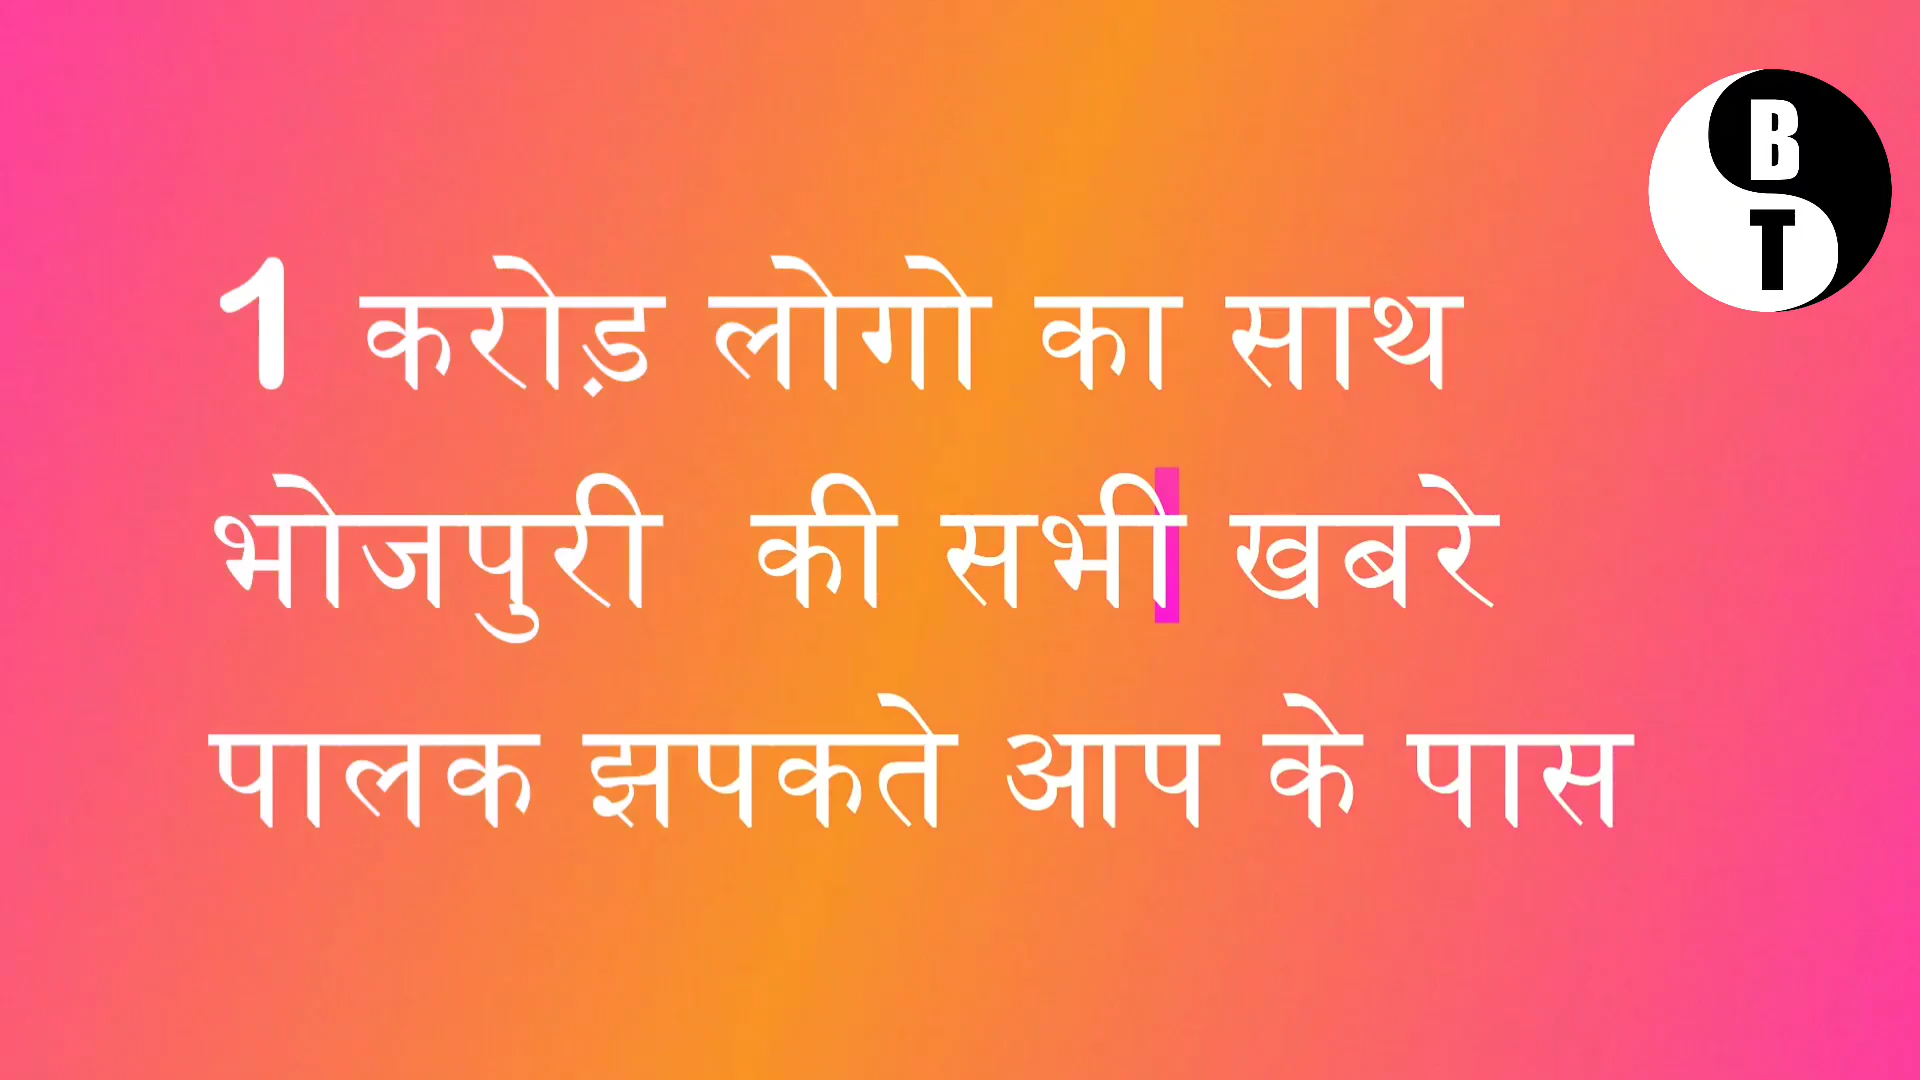 B
T
1 करोड़ लोगो का साथ
भोजपुरी की सभी खबरे
पालक झपकते आप के पास